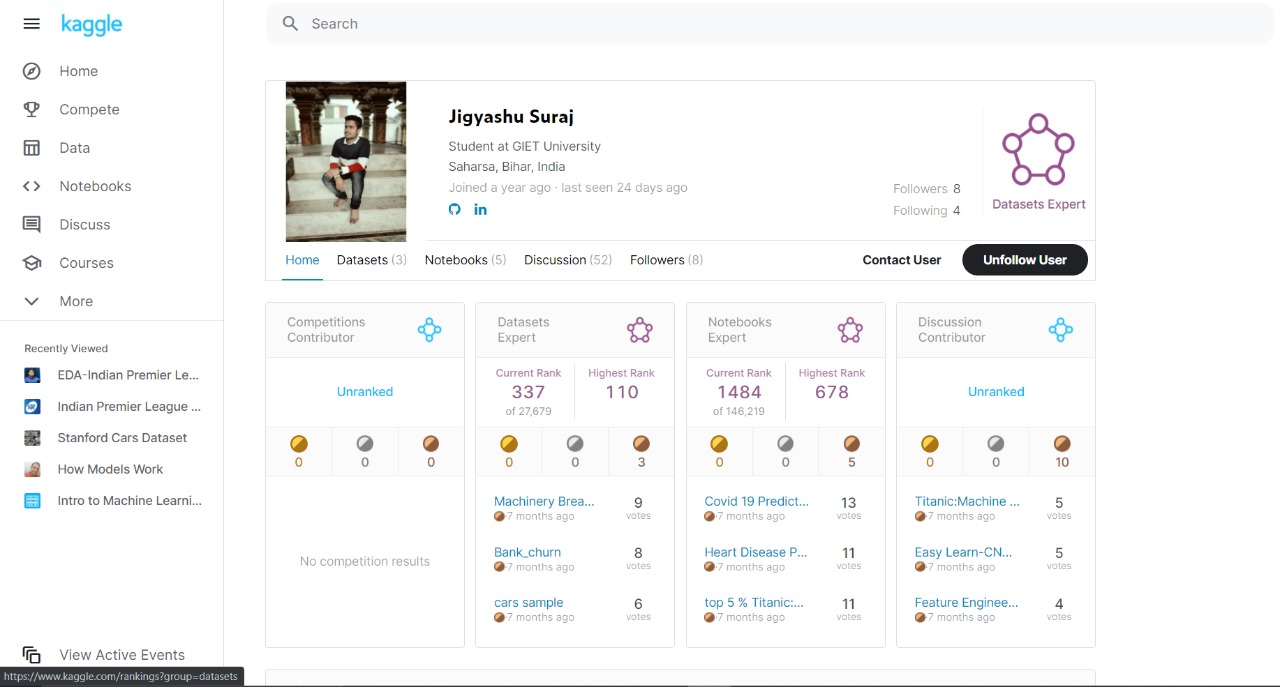 kaggle
Search
Home
Compete
Data
Notebooks
Discuss
Courses
More
Recently Viewed
EDA-Indian Premier Le...
Indian Premier League ...
Stanford Cars Dataset
How Models Work
Intro to Machine Learni...
View Active Events
https://www.kaggle.com/rankings?group=datasets
Jigyashu Suraj
Student at GIET University
Saharsa, Bihar, India
Joined a year ago · last seen 24 days ago
in
Followers 8
Following 4
Datasets Expert
Home Datasets (3) Notebooks (5) Discussion (52) Followers (8) Contact User Unfollow User
Competitions
Contributor
Unranked
0 0 0
No competition results
Datasets
Expert
Current Rank Highest Rank
337 110
of 27,679
0 0 3
Machinery Brea... 9
·7 months ago votes
Bank_churn 8
·7 months ago votes
cars sample 6
·7 months ago votes
Notebooks
Expert
Current Rank Highest Rank
1484 678
of 146,219
0 0 5
Covid 19 Predict... 13
·7 months ago votes
Heart Disease P... 11
·7 months ago votes
top 5 % Titanic:... 11
·7 months ago votes
Discussion
Contributor
Unranked
0 0 10
Titanic:Machine ... 5
·7 months ago votes
Easy Learn-CN... 5
·7 months ago votes
Feature Enginee... 4
·7 months ago votes